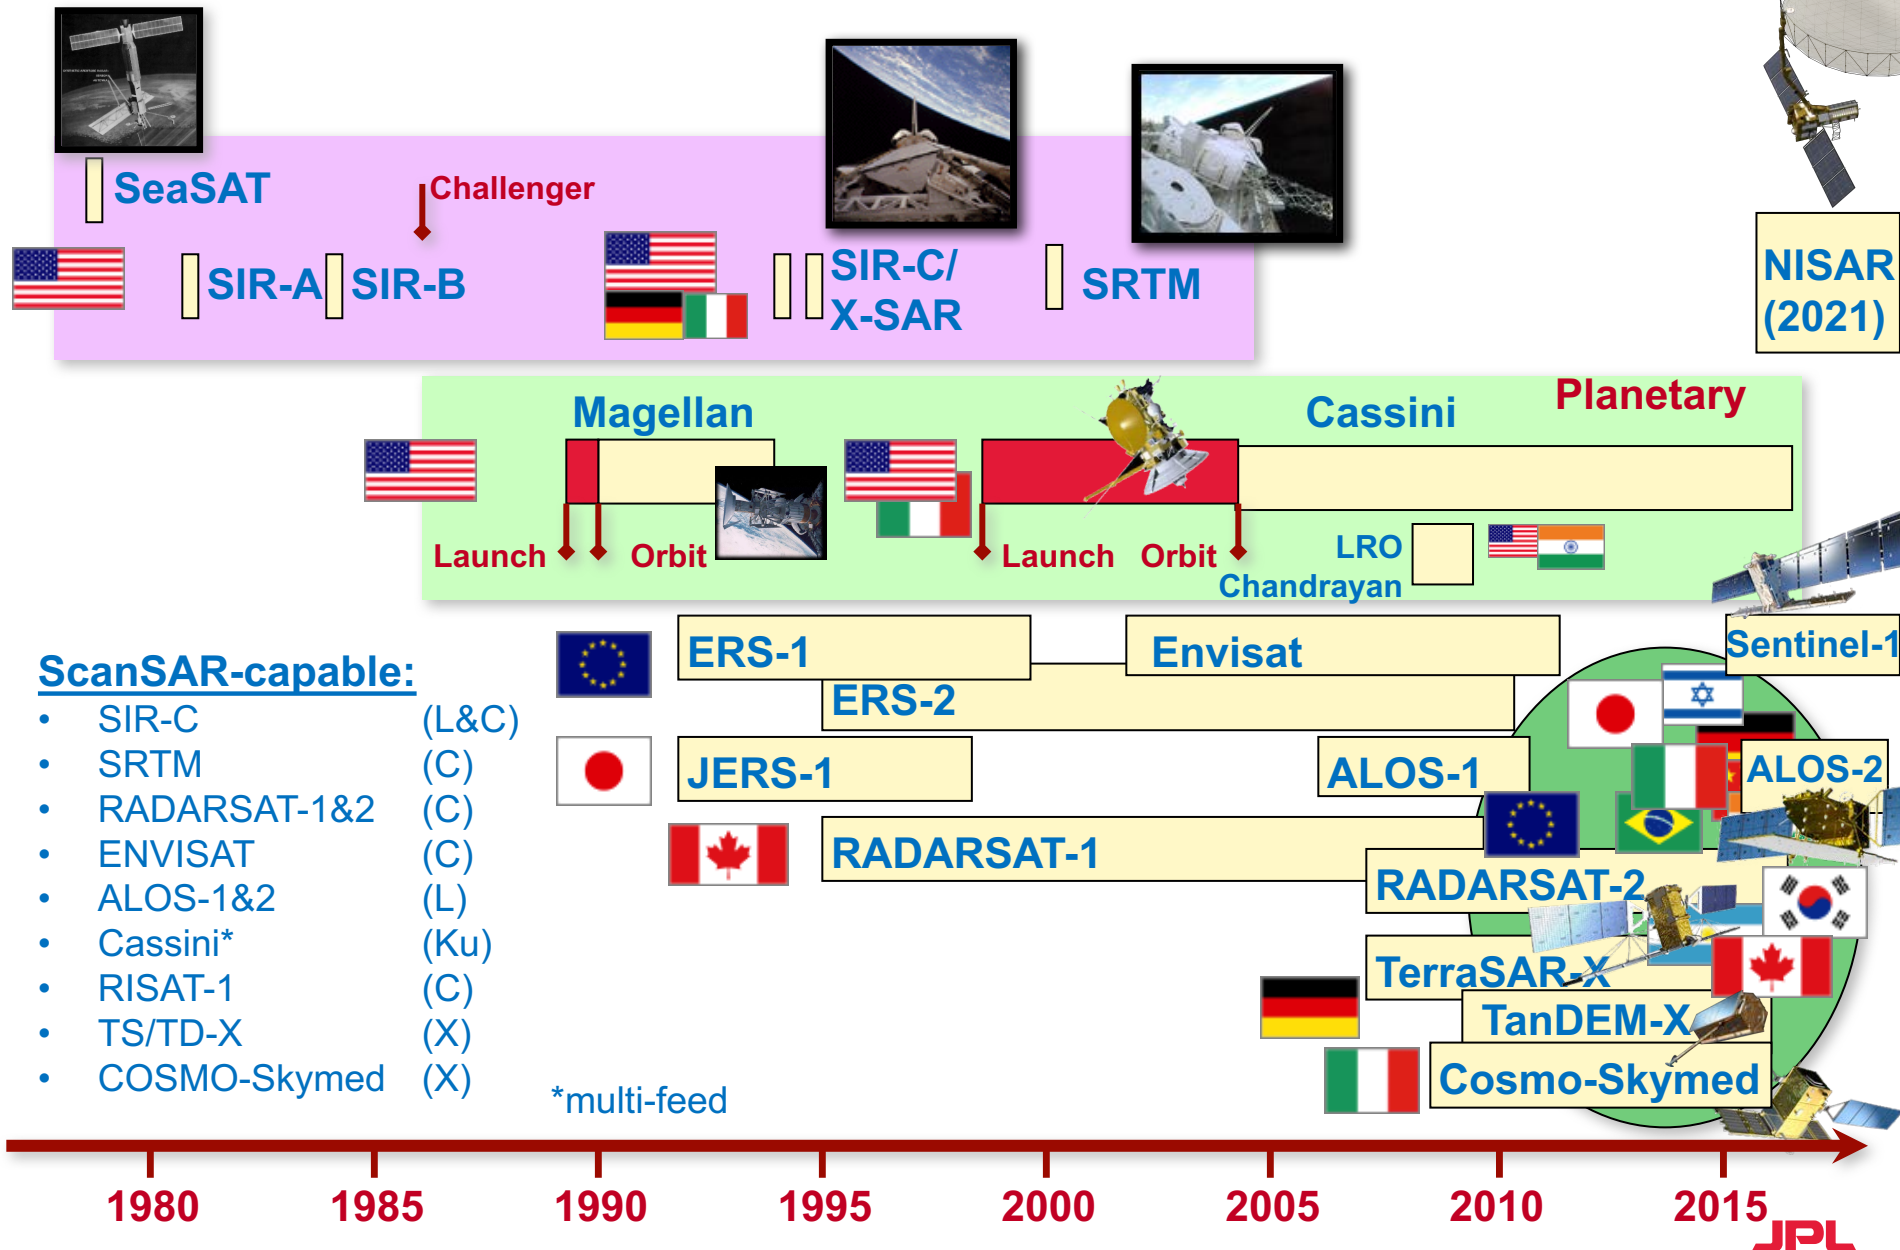 SeaSAT
Challenger
SIR-A
SIR-B
SIR-C/
X-SAR
SRTM
NISAR
(2021)
Planetary
Magellan
Cassini
Launch
Orbit
Launch
Orbit
LRO
Chandrayan
ERS-1
Envisat
Sentinel-1
ERS-2
JERS-1
ALOS-1
ALOS-2
RADARSAT-1
RADARSAT-2
TerraSAR-X
TanDEM-X
Cosmo-Skymed
ScanSAR-capable:
• SIR-C (L&C)
• SRTM (C)
• RADARSAT-1&2 (C)
• ENVISAT (C)
• ALOS-1&2 (L)
• Cassini* (Ku)
• RISAT-1 (C)
• TS/TD-X (X)
• COSMO-Skymed (X)
*multi-feed
1980 1985 1990 1995 2000 2005 2010 2015
JPL